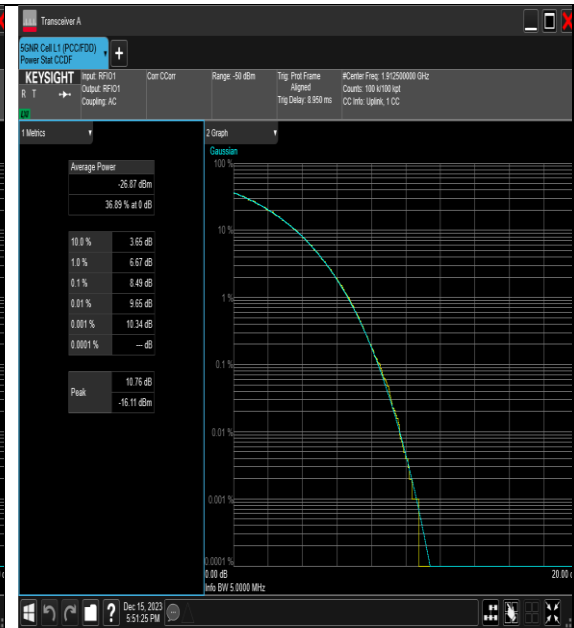 Transceiver A
5GNR Cell L1 (PCC/FDD)
Power Stat CCDF
+
KEYSIGHT
R T
LXI
Input: RFIO1
Output: RFIO1
Coupling: AC
Corr CCorr
Range: -50 dBm
Trig: Prot Frame
Aligned
Trig Delay: 8.950 ms
#Center Freq: 1.912500000 GHz
Counts: 100 k/100 kpt
CC Info: Uplink, 1 CC
1 Metrics
Average Power
-26.87 dBm
36.89 % at 0 dB
10.0 % 3.65 dB
1.0 % 6.67 dB
0.1 % 8.49 dB
0.01 % 9.65 dB
0.001 % 10.34 dB
0.0001 % --- dB
Peak
10.76 dB
-16.11 dBm
2 Graph
Gaussian
100 %
10 %
1 %
0.1 %
0.01 %
0.001 %
0.0001 %
0.00 dB
20.00
Info BW 5.0000 MHz
?
Dec 15, 2023
5:51:25 PM